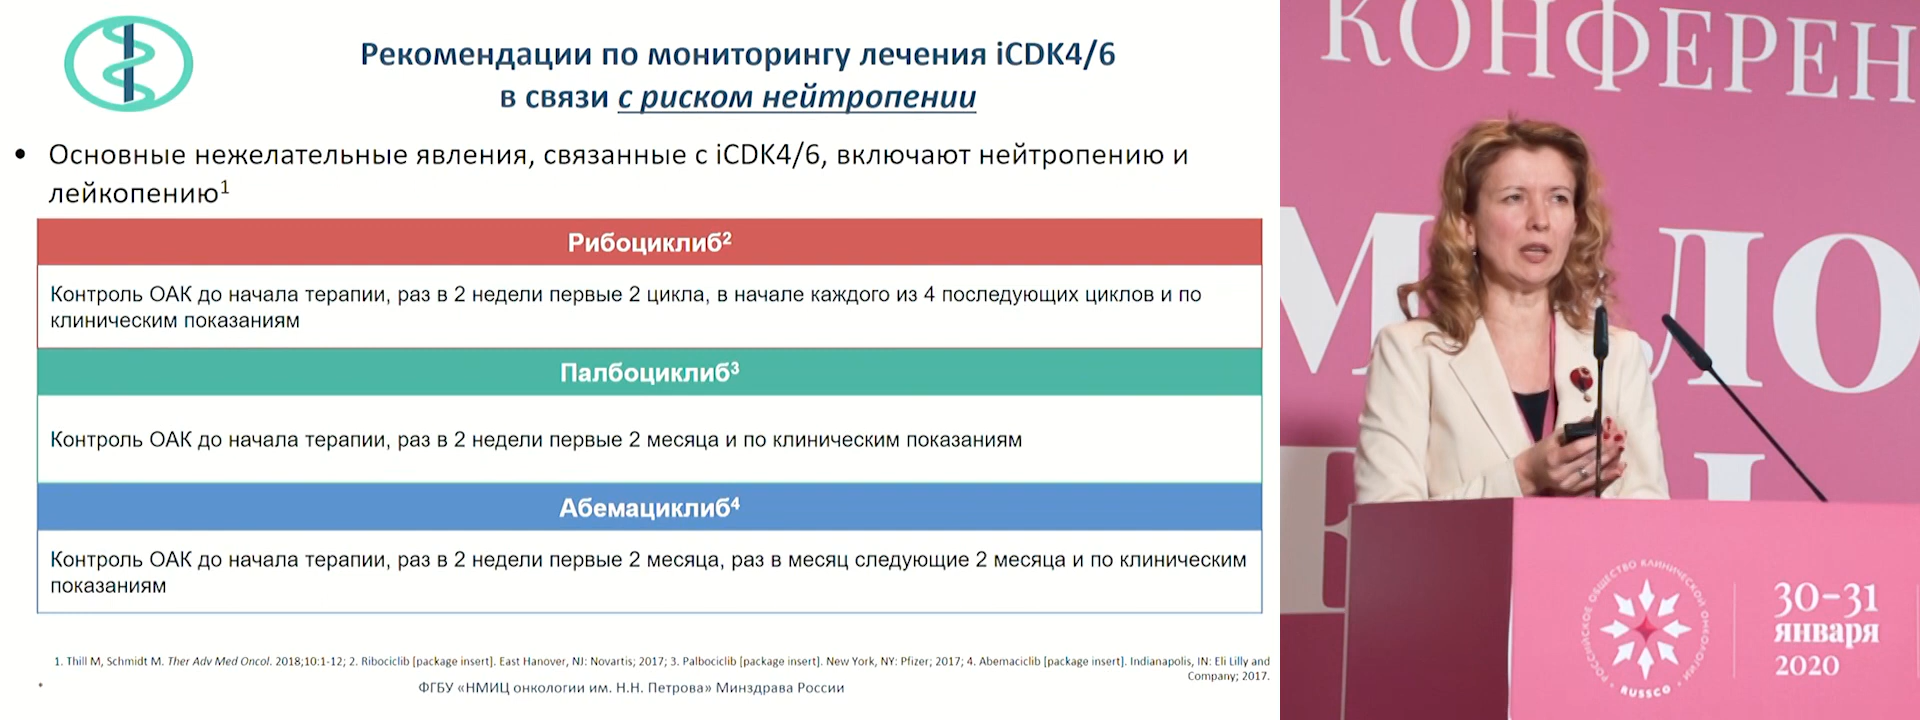 Рекомендации по мониторингу лечения iCDK4/6
в связи с риском нейтропении
• Основные нежелательные явления, связанные с iCDK4/6, включают нейтропению и
лейкопению¹
Рибоциклиб²
Контроль ОАК до начала терапии, раз в 2 недели первые 2 цикла, в начале каждого из 4 последующих циклов и по
клиническим показаниям
Палбоциклиб³
Контроль ОАК до начала терапии, раз в 2 недели первые 2 месяца и по клиническим показаниям
Абемациклиб⁴
Контроль ОАК до начала терапии, раз в 2 недели первые 2 месяца, раз в месяц следующие 2 месяца и по клиническим
показаниям
1. Thill M, Schmidt M. Ther Adv Med Oncol. 2018;10:1-12; 2. Ribociclib [package insert]. East Hanover, NJ: Novartis; 2017; 3. Palbociclib [package insert]. New York, NY: Pfizer; 2017; 4. Abemaciclib [package insert]. Indianapolis, IN: Eli Lilly and
Company; 2017.
ФГБУ «НМИЦ онкологии им. Н.Н. Петрова» Минздрава России
КОНФЕРЕН
М
ЛО
РОССИЙСКОЕ ОБЩЕСТВО КЛИНИЧЕСКОЙ ОНКОЛОГИИ
RUSSCO
30–31
января
2020